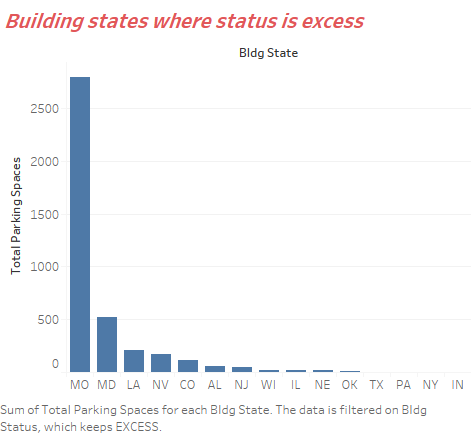 Building states where status is excess
Bldg State
Total Parking Spaces
2500
2000
1500
1000
500
0
MO MD LA NV CO AL NJ WI IL NE OK TX PA NY IN
Sum of Total Parking Spaces for each Bldg State. The data is filtered on Bldg
Status, which keeps EXCESS.